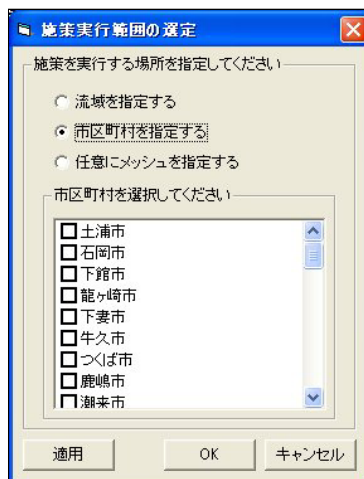 施策実行範囲の選定
施策を実行する場所を指定してください
流域を指定する
市区町村を指定する
任意にメッシュを指定する
市区町村を選択してください
土浦市
石岡市
下館市
龍ヶ崎市
下妻市
牛久市
つくば市
鹿嶋市
潮来市
適用
OK
キャンセル